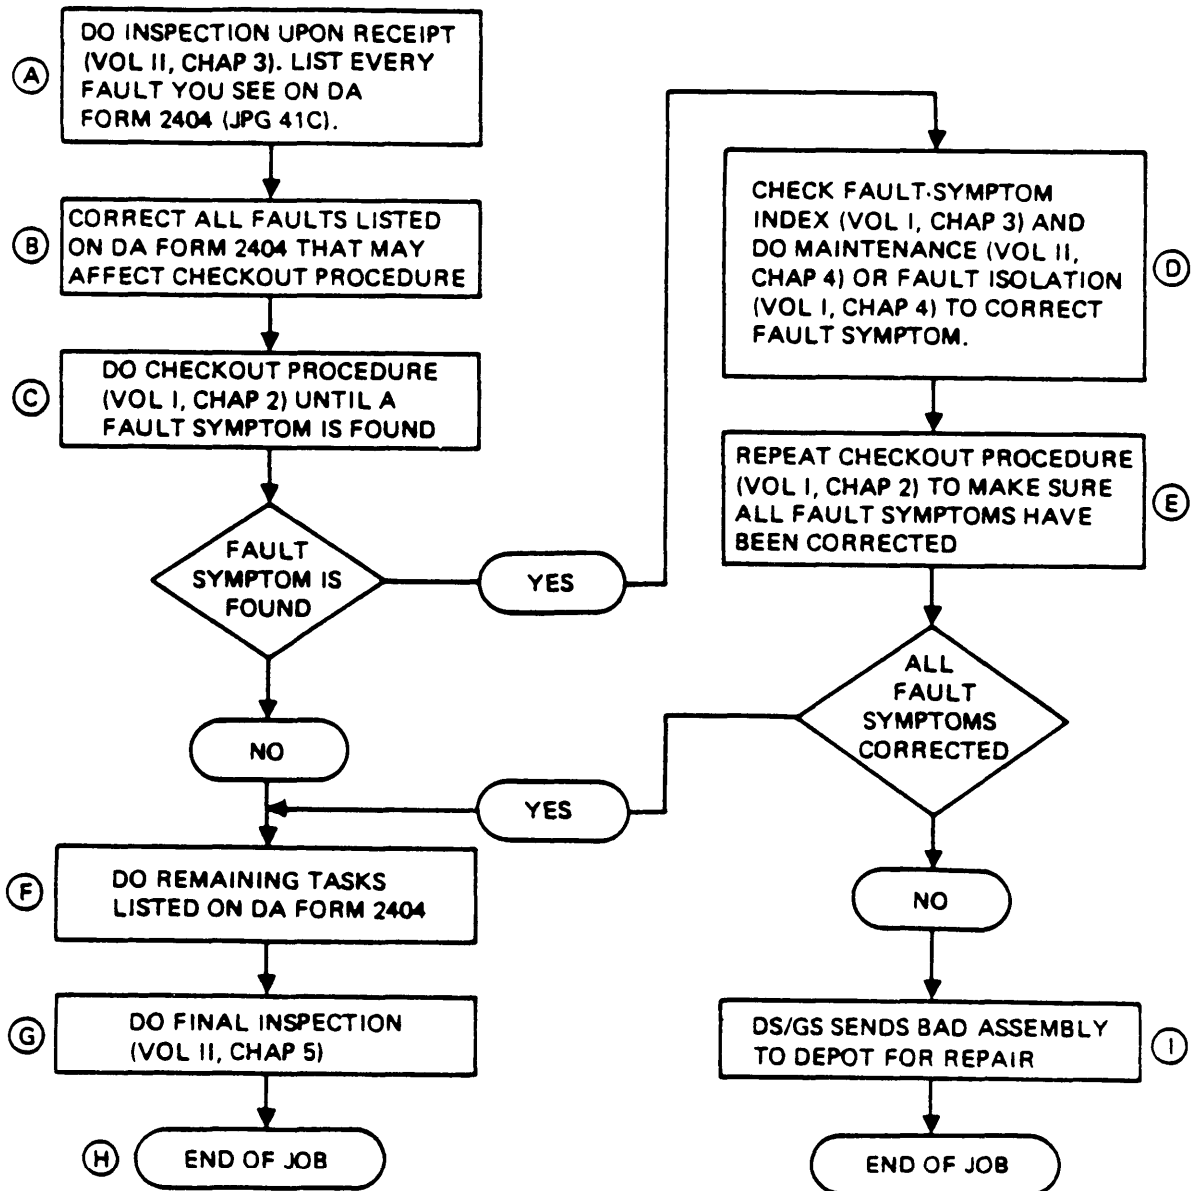 A
DO INSPECTION UPON RECEIPT
(VOL II, CHAP 3). LIST EVERY
FAULT YOU SEE ON DA
FORM 2404 (JPG 41C).
B
CORRECT ALL FAULTS LISTED
ON DA FORM 2404 THAT MAY
AFFECT CHECKOUT PROCEDURE
C
DO CHECKOUT PROCEDURE
(VOL I, CHAP 2) UNTIL A
FAULT SYMPTOM IS FOUND
FAULT
SYMPTOM IS
FOUND
YES
NO
CHECK FAULT-SYMPTOM
INDEX (VOL I, CHAP 3) AND
DO MAINTENANCE (VOL II,
CHAP 4) OR FAULT ISOLATION
(VOL I, CHAP 4) TO CORRECT
FAULT SYMPTOM.
D
REPEAT CHECKOUT PROCEDURE
(VOL I, CHAP 2) TO MAKE SURE
ALL FAULT SYMPTOMS HAVE
BEEN CORRECTED
E
ALL
FAULT
SYMPTOMS
CORRECTED
YES
NO
F
DO REMAINING TASKS
LISTED ON DA FORM 2404
G
DO FINAL INSPECTION
(VOL II, CHAP 5)
H
END OF JOB
DS/GS SENDS BAD ASSEMBLY
TO DEPOT FOR REPAIR
I
END OF JOB